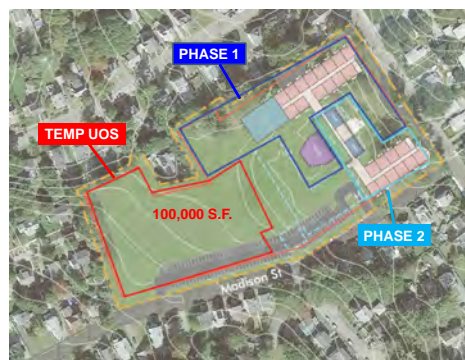 PHASE 1
TEMP UOS
100,000 S.F.
PHASE 2
Madison St